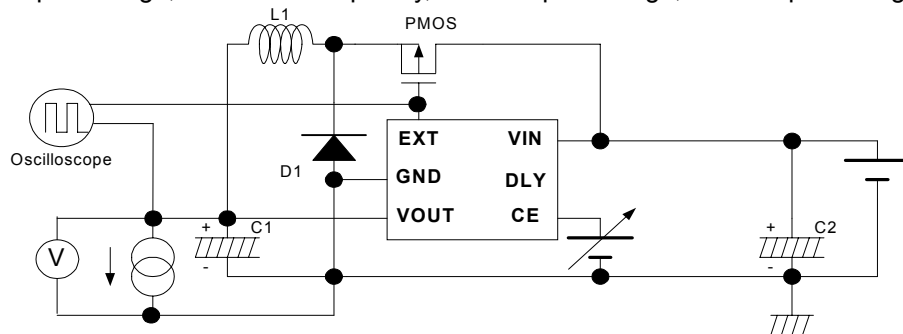 L1
PMOS
Oscilloscope
EXT VIN
D1
GND DLY
VOUT CE
+ C1
-
V
+ C2
-